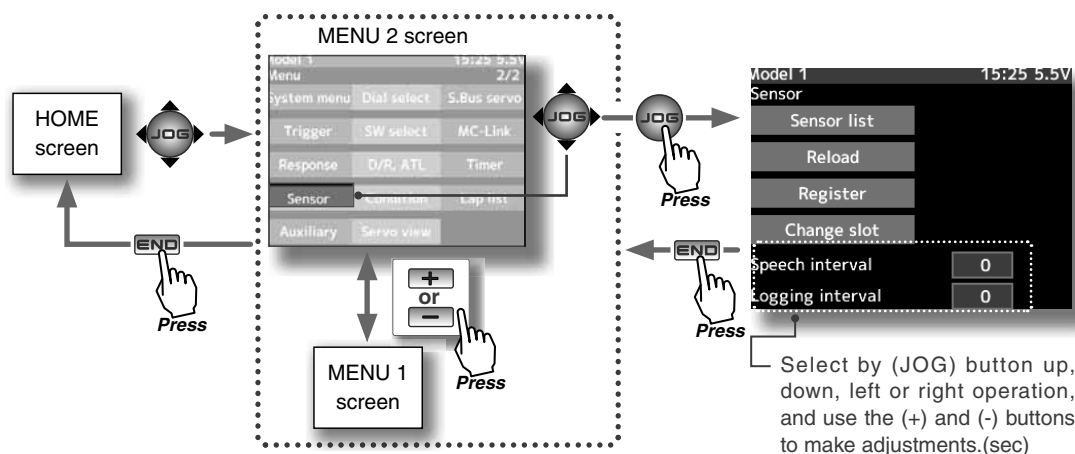 MENU 2 screen
Model 1 15:25 5.5V
Menu 2/2
System menu Dial select S.Bus servo
Trigger SW select MC-Link
Response D/R, ATL Timer
Sensor Condition Lap list
Auxiliary Servo view
HOME
screen
JOG
JOG
JOG
Press
END
Press
END
Press
+
or
−
Press
MENU 1
screen
Model 1 15:25 5.5V
Sensor
Sensor list
Reload
Register
Change slot
Speech interval 0
Logging interval 0
Select by (JOG) button up,
down, left or right operation,
and use the (+) and (-) buttons
to make adjustments.(sec)